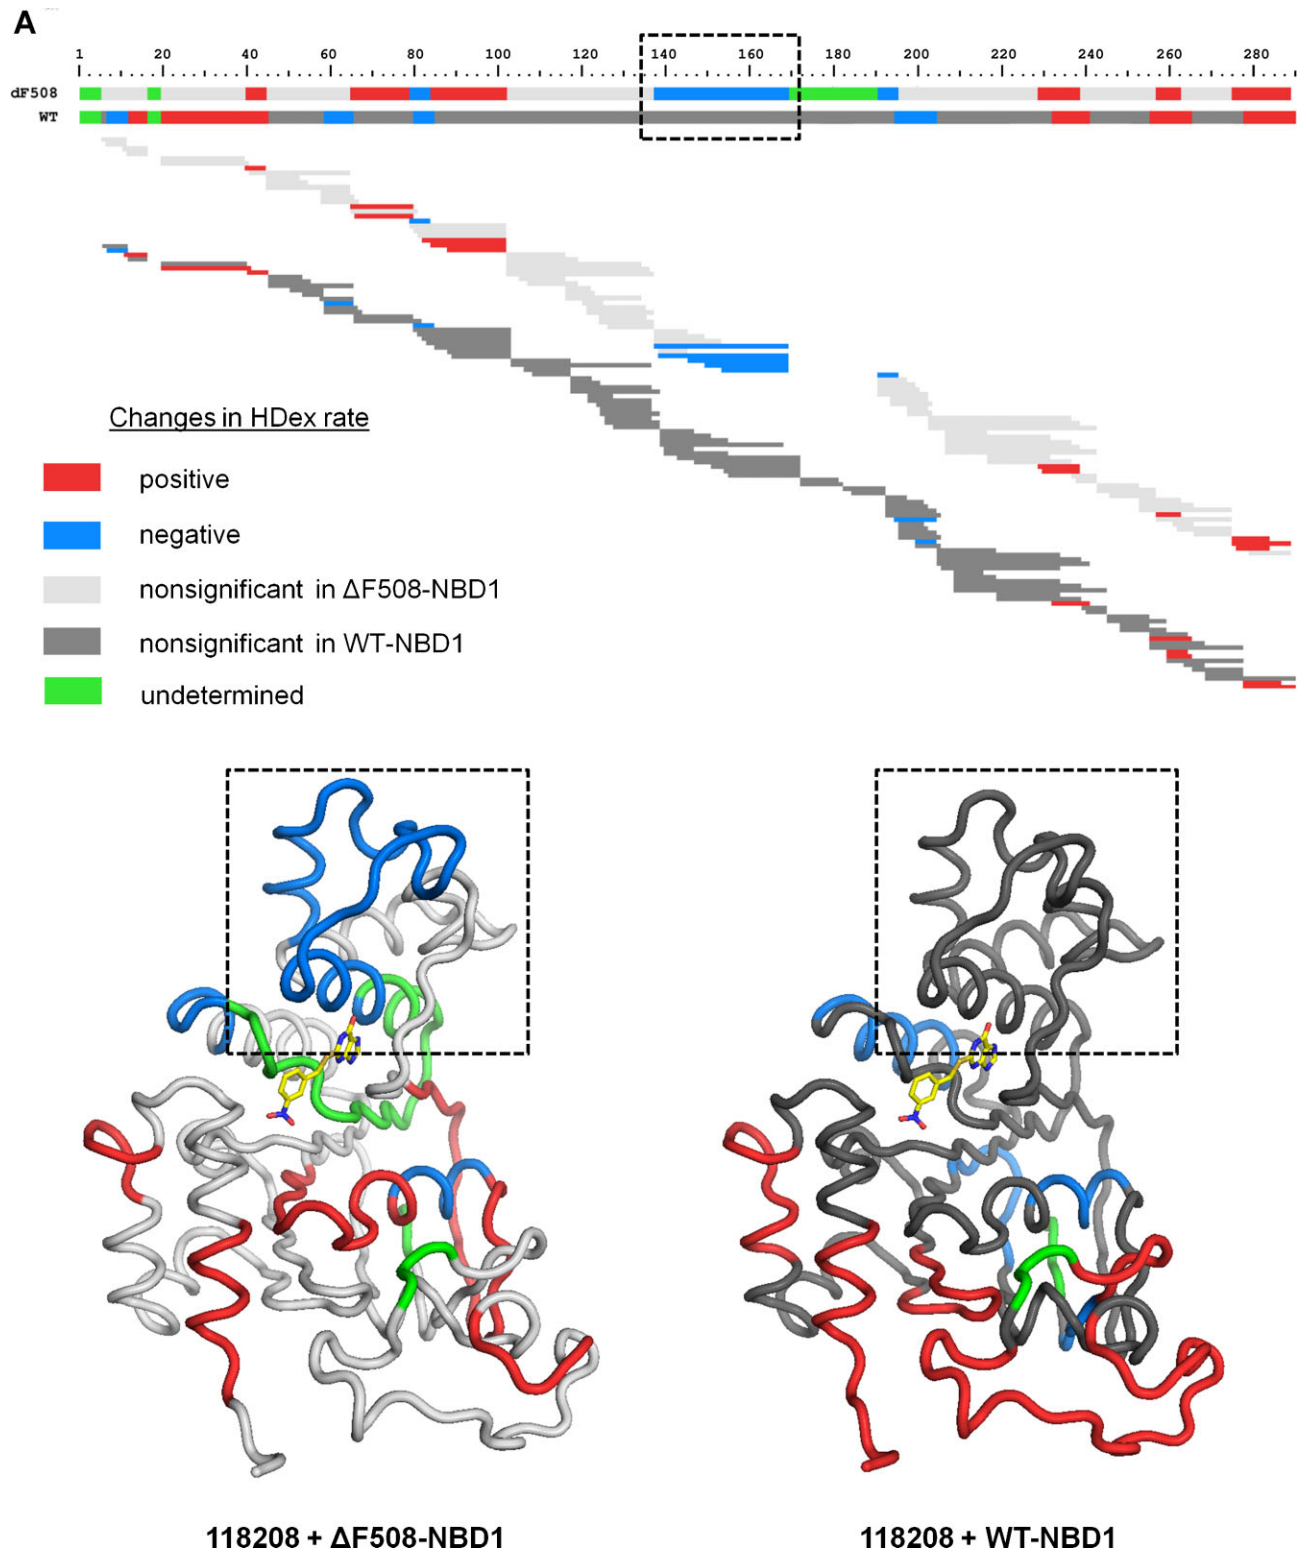 A
1 20 40 60 80 100 120 140 160 180 200 220 240 260 280
dF508
WT
Changes in HDex rate
positive
negative
nonsignificant in ΔF508-NBD1
nonsignificant in WT-NBD1
undetermined
118208 + ΔF508-NBD1 118208 + WT-NBD1